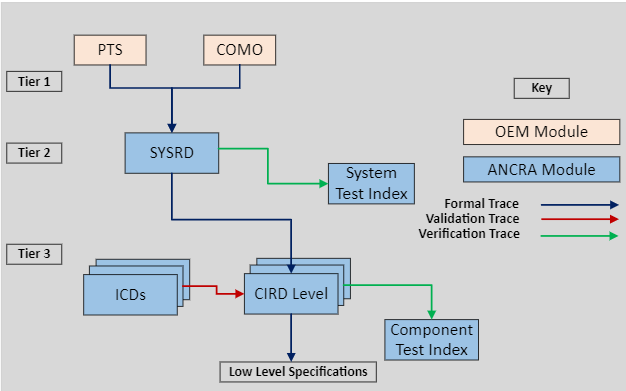 PTS
COMO
Tier 1
Key
OEM Module
Tier 2
SYSRD
System
Test Index
ANCRA Module
Formal Trace
Validation Trace
Verification Trace
Tier 3
ICDs
CIRD Level
Component
Test Index
Low Level Specifications